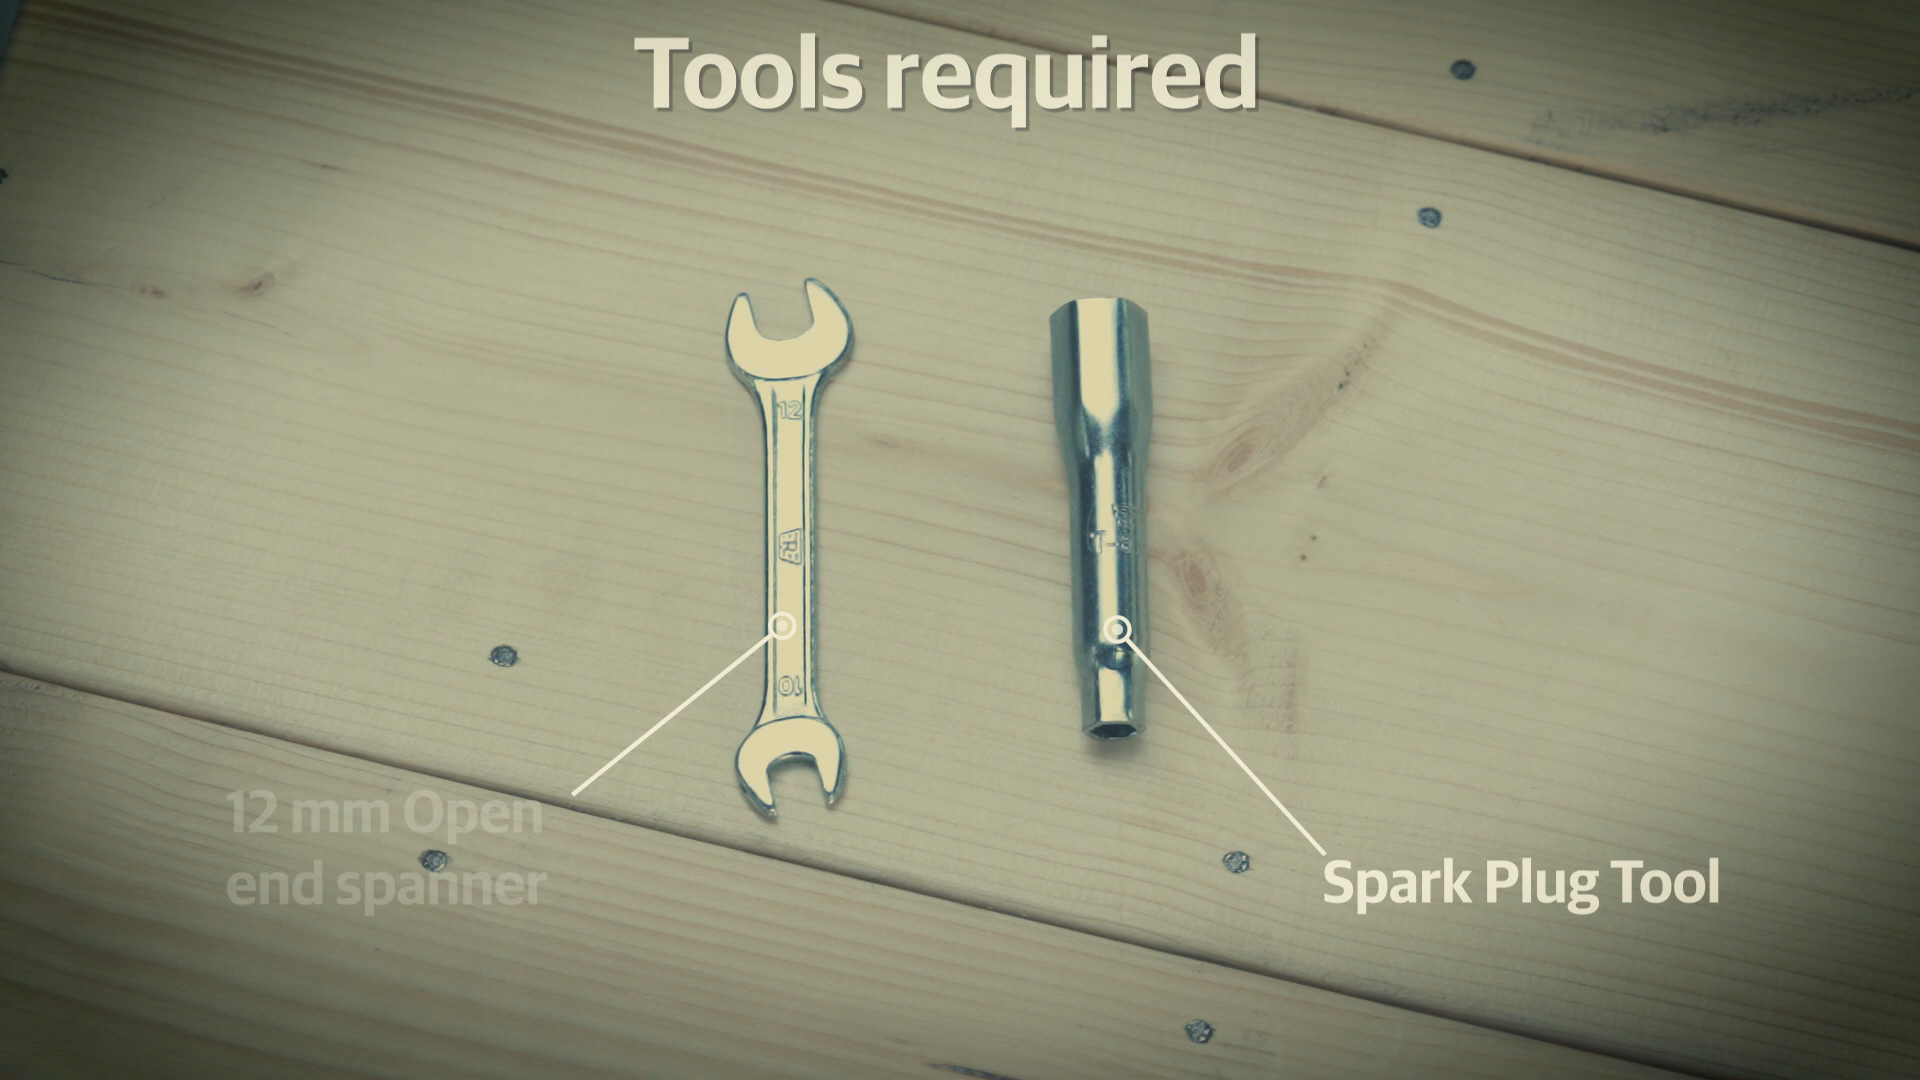 Tools required
12
10
12 mm Open
end spanner
Spark Plug Tool